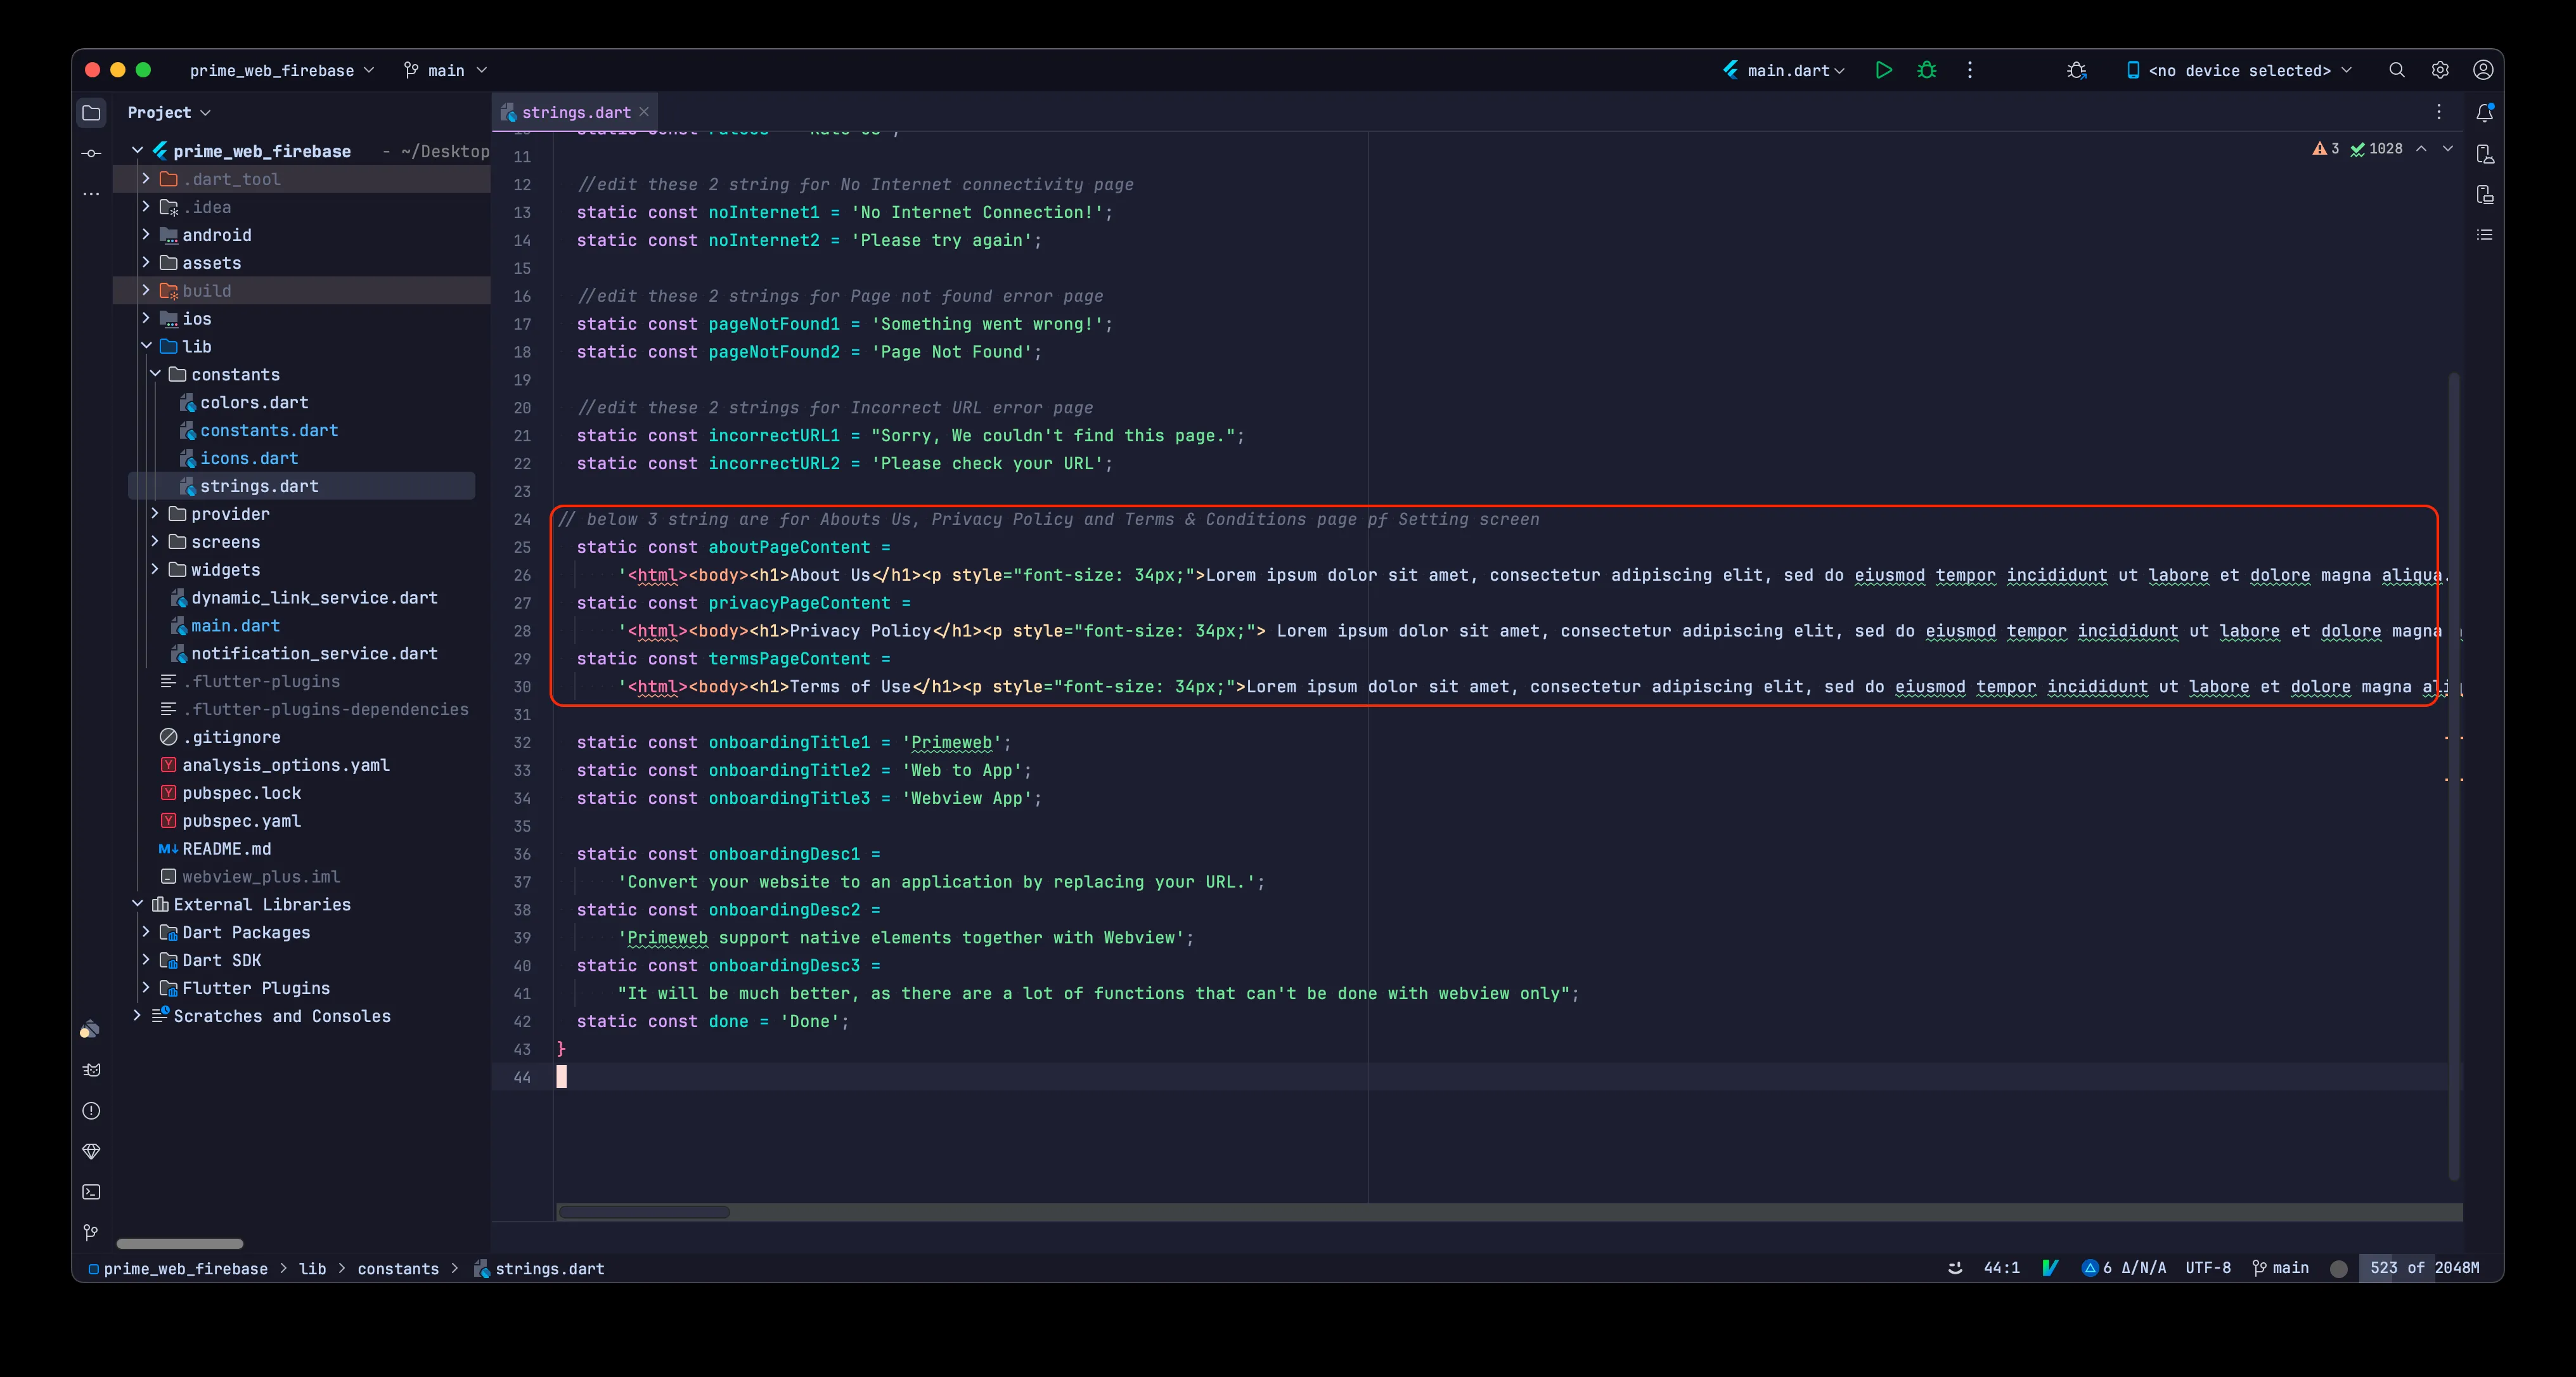 prime_web_firebase
main
main.dart
<no device selected>
Project
strings.dart
prime_web_firebase - ~/Desktop
.dart_tool
.idea
android
assets
build
ios
lib
constants
colors.dart
constants.dart
icons.dart
strings.dart
provider
screens
widgets
dynamic_link_service.dart
main.dart
notification_service.dart
.flutter-plugins
.flutter-plugins-dependencies
.gitignore
analysis_options.yaml
pubspec.lock
pubspec.yaml
M↓ README.md
webview_plus.iml
External Libraries
Dart Packages
Dart SDK
Flutter Plugins
Scratches and Consoles
3 1028
11
12 //edit these 2 string for No Internet connectivity page
13 static const noInternet1 = 'No Internet Connection!';
14 static const noInternet2 = 'Please try again';
15
16 //edit these 2 strings for Page not found error page
17 static const pageNotFound1 = 'Something went wrong!';
18 static const pageNotFound2 = 'Page Not Found';
19
20 //edit these 2 strings for Incorrect URL error page
21 static const incorrectURL1 = "Sorry, We couldn't find this page.";
22 static const incorrectURL2 = 'Please check your URL';
23
24 // below 3 string are for Abouts Us, Privacy Policy and Terms & Conditions page pf Setting screen
25 static const aboutPageContent =
26 '<html><body><h1>About Us</h1><p style="font-size: 34px;">Lorem ipsum dolor sit amet, consectetur adipiscing elit, sed do eiusmod tempor incididunt ut labore et dolore magna aliqua.
27 static const privacyPageContent =
28 '<html><body><h1>Privacy Policy</h1><p style="font-size: 34px;"> Lorem ipsum dolor sit amet, consectetur adipiscing elit, sed do eiusmod tempor incididunt ut labore et dolore magna
29 static const termsPageContent =
30 '<html><body><h1>Terms of Use</h1><p style="font-size: 34px;">Lorem ipsum dolor sit amet, consectetur adipiscing elit, sed do eiusmod tempor incididunt ut labore et dolore magna
31
32 static const onboardingTitle1 = 'Primeweb';
33 static const onboardingTitle2 = 'Web to App';
34 static const onboardingTitle3 = 'Webview App';
35
36 static const onboardingDesc1 =
37 'Convert your website to an application by replacing your URL.';
38 static const onboardingDesc2 =
39 'Primeweb support native elements together with Webview';
40 static const onboardingDesc3 =
41 "It will be much better, as there are a lot of functions that can't be done with webview only";
42 static const done = 'Done';
43 }
44
prime_web_firebase > lib > constants > strings.dart
44:1
6 Δ/N/A
UTF-8
main
523 of 2048M